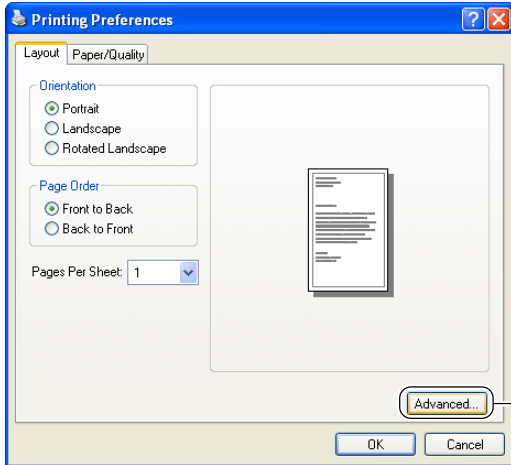 Printing Preferences
Layout Paper/Quality
Orientation
Portrait
Landscape
Rotated Landscape
Page Order
Front to Back
Back to Front
Pages Per Sheet: 1
Advanced...
OK Cancel